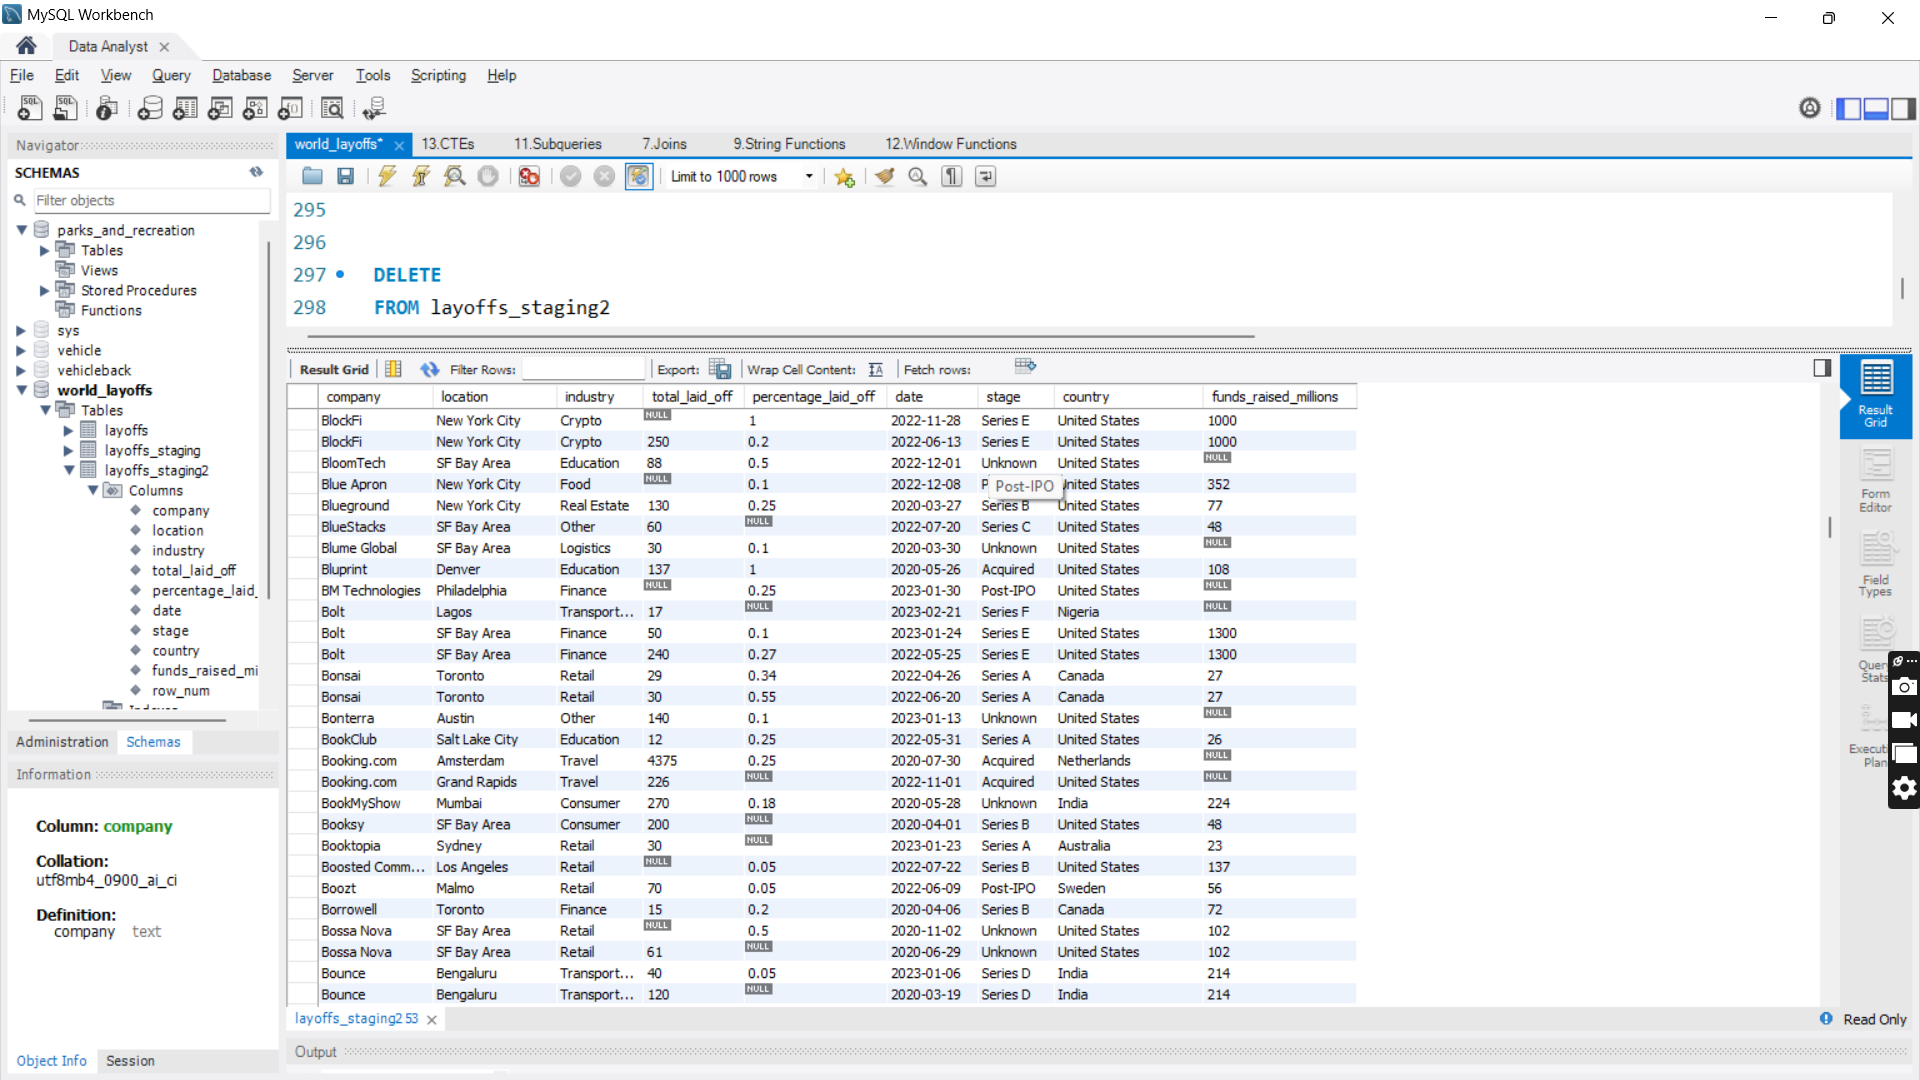 MySQL Workbench
Data Analyst
File Edit View Query Database Server Tools Scripting Help
Navigator
SCHEMAS
Filter objects
parks_and_recreation
Tables
Views
Stored Procedures
Functions
sys
vehicle
vehicleback
world_layoffs
Tables
layoffs
layoffs_staging
layoffs_staging2
Columns
company
location
industry
total_laid_off
percentage_laid_
date
stage
country
funds_raised_mi
row_num
Administration Schemas
Information
Column: company
Collation:
utf8mb4_0900_ai_ci
Definition:
company text
Object Info Session
world_layoffs* 13.CTEs 11.Subqueries 7.Joins 9.String Functions 12.Window Functions
Limit to 1000 rows
295
296
297 DELETE
298 FROM layoffs_staging2
Result Grid Filter Rows: Export: Wrap Cell Content: Fetch rows:
company location industry total_laid_off percentage_laid_off date stage country funds_raised_millions
BlockFi New York City Crypto NULL 1 2022-11-28 Series E United States 1000
BlockFi New York City Crypto 250 0.2 2022-06-13 Series E United States 1000
BloomTech SF Bay Area Education 88 0.5 2022-12-01 Unknown United States NULL
Blue Apron New York City Food NULL 0.1 2022-12-08 P Post-IPO United States 352
Blueground New York City Real Estate 130 0.25 2020-03-27 Series B United States 77
BlueStacks SF Bay Area Other 60 NULL 2022-07-20 Series C United States 48
Blume Global SF Bay Area Logistics 30 0.1 2020-03-30 Unknown United States NULL
Bluprint Denver Education 137 1 2020-05-26 Acquired United States 108
BM Technologies Philadelphia Finance NULL 0.25 2023-01-30 Post-IPO United States NULL
Bolt Lagos Transport... 17 NULL 2023-02-21 Series F Nigeria NULL
Bolt SF Bay Area Finance 50 0.1 2023-01-24 Series E United States 1300
Bolt SF Bay Area Finance 240 0.27 2022-05-25 Series E United States 1300
Bonsai Toronto Retail 29 0.34 2022-04-26 Series A Canada 27
Bonsai Toronto Retail 30 0.55 2022-06-20 Series A Canada 27
Bonterra Austin Other 140 0.1 2023-01-13 Unknown United States NULL
BookClub Salt Lake City Education 12 0.25 2022-05-31 Series A United States 26
Booking.com Amsterdam Travel 4375 0.25 2020-07-30 Acquired Netherlands NULL
Booking.com Grand Rapids Travel 226 NULL 2022-11-01 Acquired United States NULL
BookMyShow Mumbai Consumer 270 0.18 2020-05-28 Unknown India 224
Booksy SF Bay Area Consumer 200 NULL 2020-04-01 Series B United States 48
Booktopia Sydney Retail 30 NULL 2023-01-23 Series A Australia 23
Boosted Comm... Los Angeles Retail NULL 0.05 2022-07-22 Series B United States 137
Boozt Malmo Retail 70 0.05 2022-06-09 Post-IPO Sweden 56
Borrowell Toronto Finance 15 0.2 2020-04-06 Series B Canada 72
Bossa Nova SF Bay Area Retail NULL 0.5 2020-11-02 Unknown United States 102
Bossa Nova SF Bay Area Retail 61 NULL 2020-06-29 Unknown United States 102
Bounce Bengaluru Transport... 40 0.05 2023-01-06 Series D India 214
Bounce Bengaluru Transport... 120 NULL 2020-03-19 Series D India 214
layoffs_staging2 53
Read Only
Output
Result
Grid
Form
Editor
Field
Types
Quer
Stats
Executi
Plan